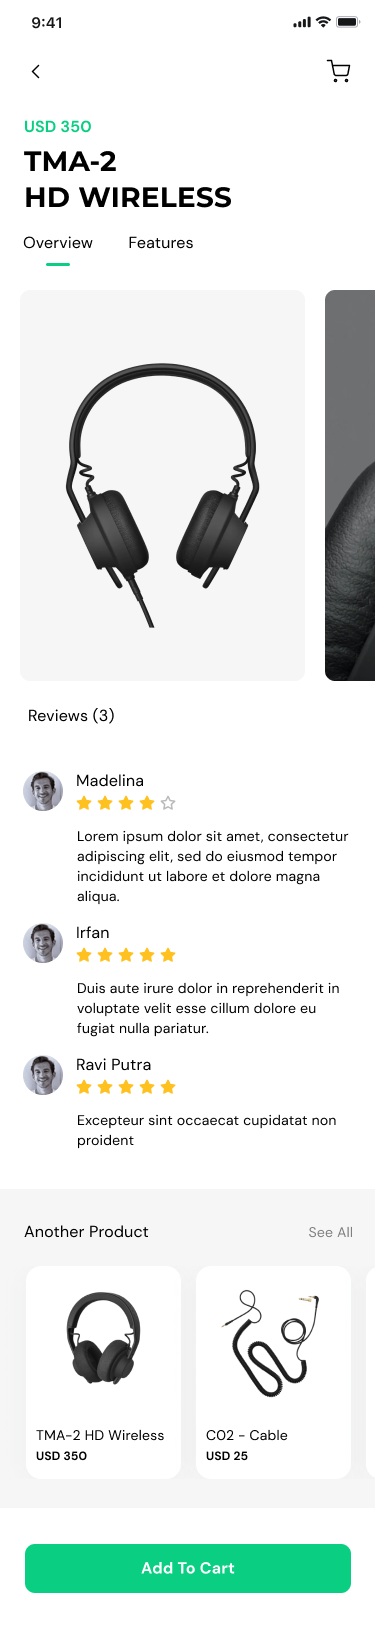 9:41
USD 350
TMA-2
HD WIRELESS
Overview Features
Reviews (3)
Madelina
Lorem ipsum dolor sit amet, consectetur
adipiscing elit, sed do eiusmod tempor
incididunt ut labore et dolore magna
aliqua.
Irfan
Duis aute irure dolor in reprehenderit in
voluptate velit esse cillum dolore eu
fugiat nulla pariatur.
Ravi Putra
Excepteur sint occaecat cupidatat non
proident
Another Product See All
TMA-2 HD Wireless
USD 350
CO2 - Cable
USD 25
Add To Cart